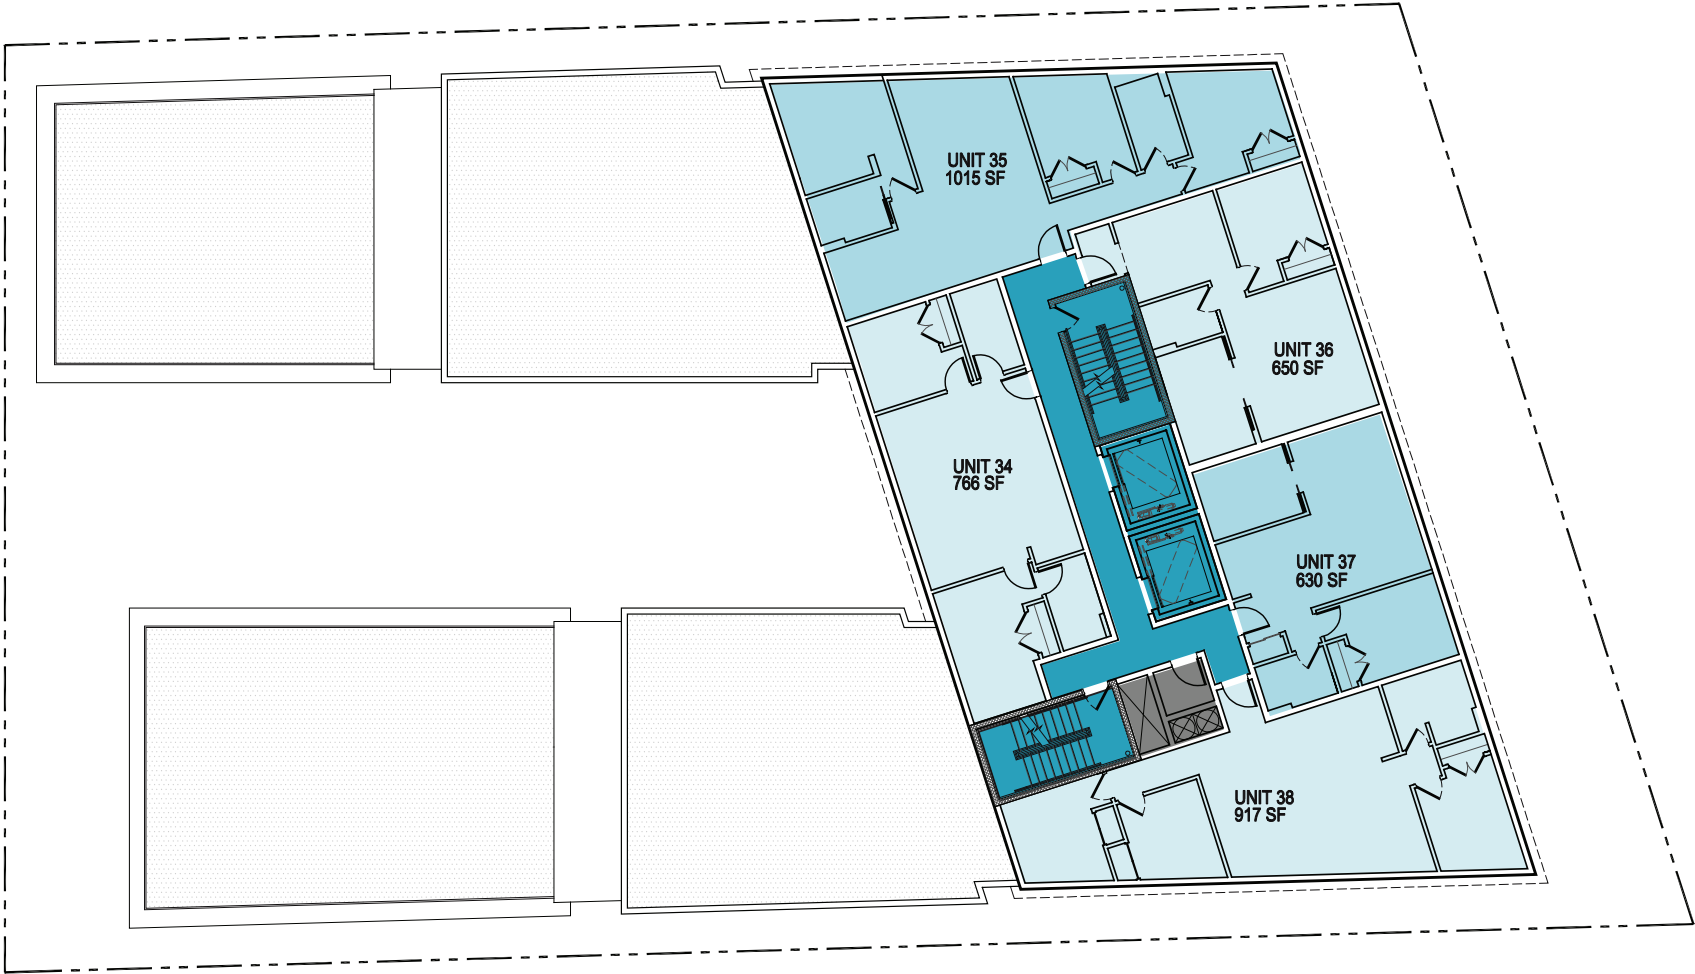 UNIT 35
1015 SF
UNIT 36
650 SF
UNIT 34
766 SF
UNIT 37
630 SF
UNIT 38
917 SF